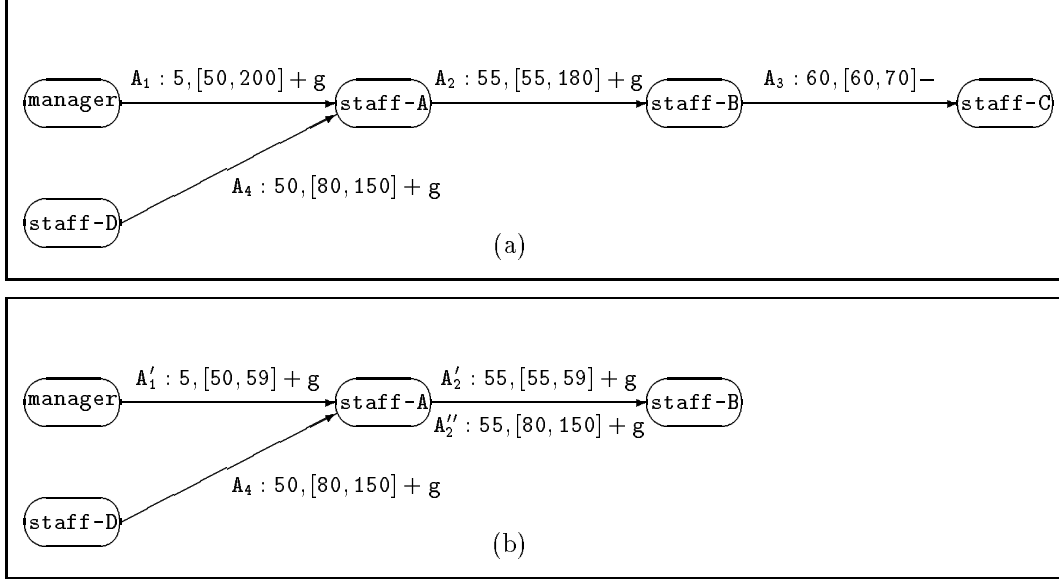 A₁ : 5, [50, 200] + g
A₂ : 55, [55, 180] + g
A₃ : 60, [60, 70]−
manager
staff-A
staff-B
staff-C
A₄ : 50, [80, 150] + g
staff-D
(a)
A′₁ : 5, [50, 59] + g
A′₂ : 55, [55, 59] + g
manager
staff-A
staff-B
A″₂ : 55, [80, 150] + g
A₄ : 50, [80, 150] + g
staff-D
(b)